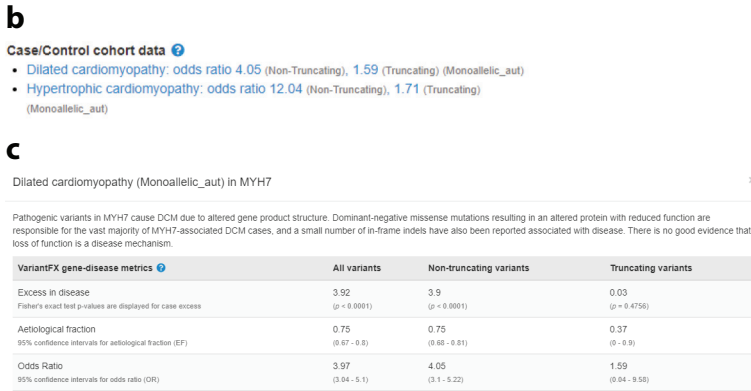 b
Case/Control cohort data ?
• Dilated cardiomyopathy: odds ratio 4.05 (Non-Truncating), 1.59 (Truncating) (Monoallelic_aut)
• Hypertrophic cardiomyopathy: odds ratio 12.04 (Non-Truncating), 1.71 (Truncating)
(Monoallelic_aut)
c
Dilated cardiomyopathy (Monoallelic_aut) in MYH7
Pathogenic variants in MYH7 cause DCM due to altered gene product structure. Dominant-negative missense mutations resulting in an altered protein with reduced function are
responsible for the vast majority of MYH7-associated DCM cases, and a small number of in-frame indels have also been reported associated with disease. There is no good evidence that
loss of function is a disease mechanism.
VariantFX gene-disease metrics ? All variants Non-truncating variants Truncating variants
Excess in disease 3.92 3.9 0.03
Fisher's exact test p-values are displayed for case excess (p < 0.0001) (p < 0.0001) (p = 0.4756)
Aetiological fraction 0.75 0.75 0.37
95% confidence intervals for aetiological fraction (EF) (0.67 - 0.8) (0.68 - 0.81) (0 - 0.9)
Odds Ratio 3.97 4.05 1.59
95% confidence intervals for odds ratio (OR) (3.04 - 5.1) (3.1 - 5.22) (0.04 - 9.58)